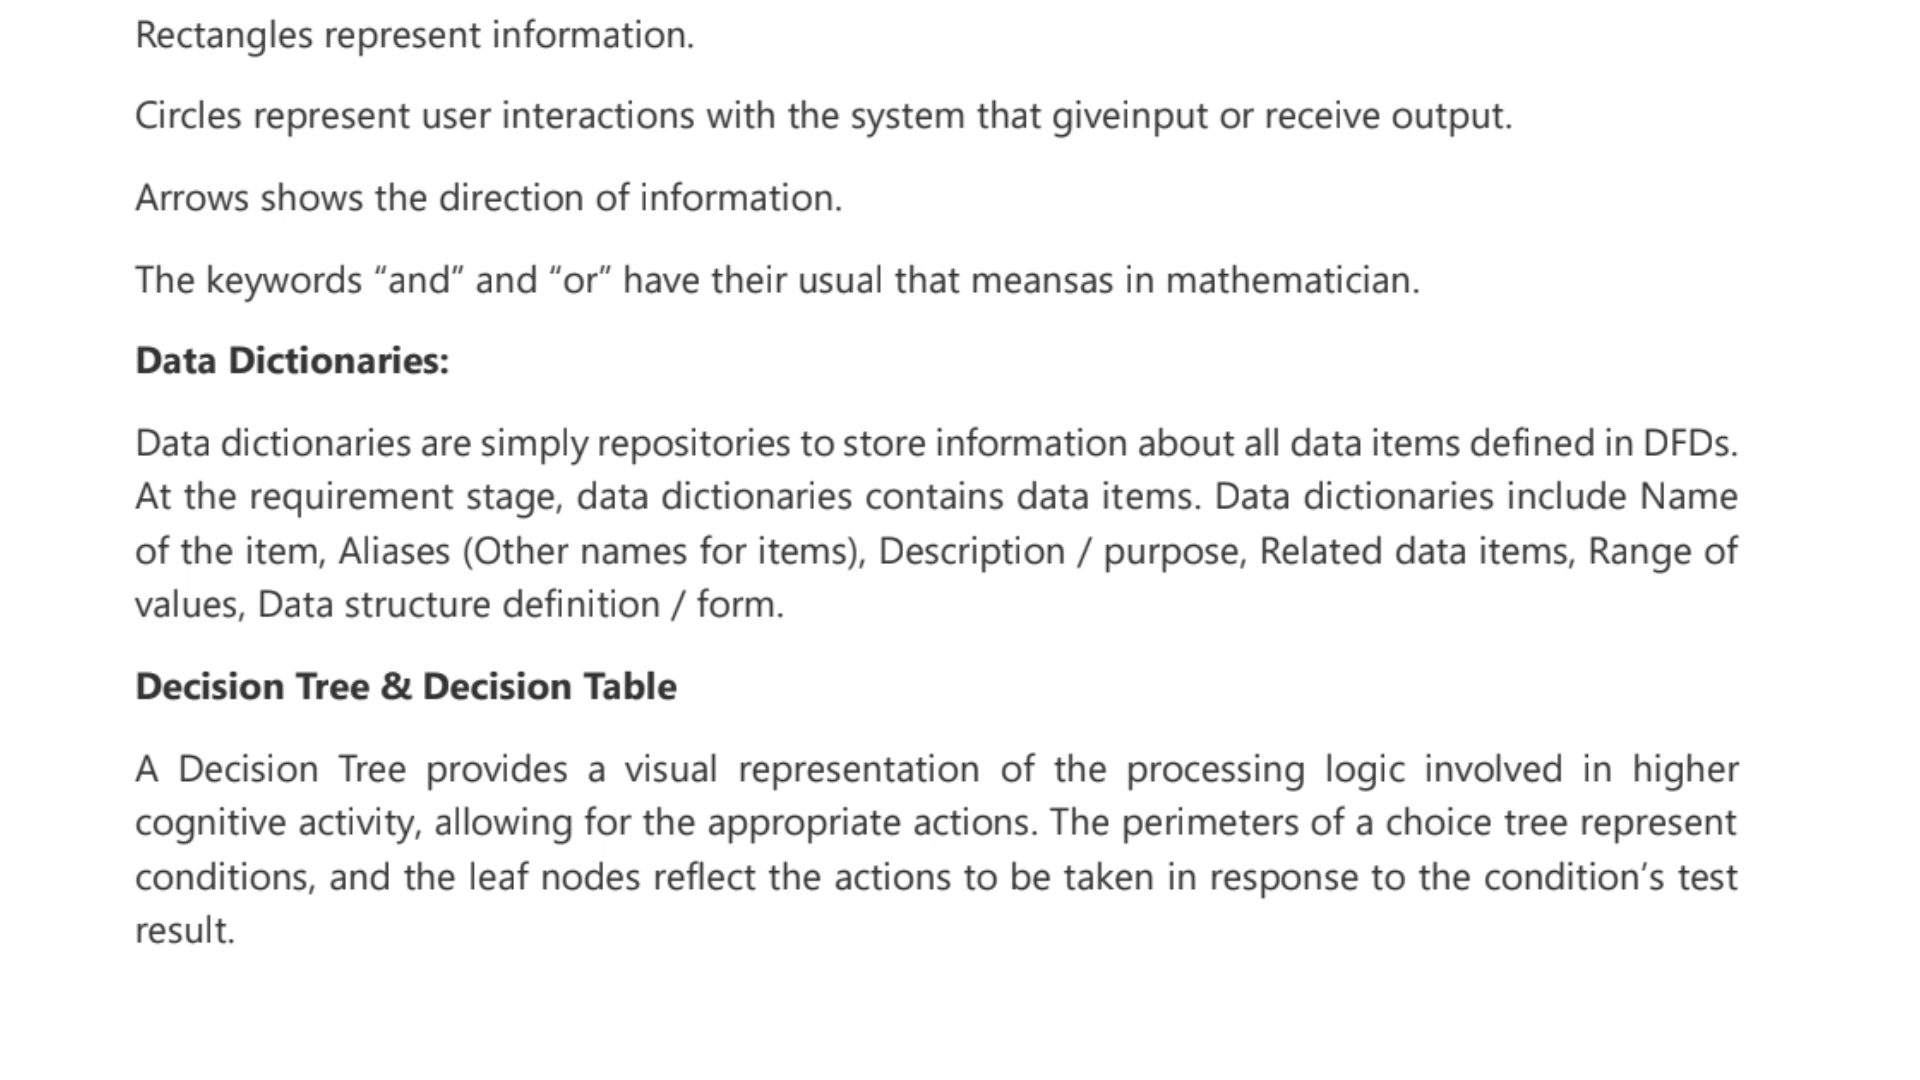 Rectangles represent information.
Circles represent user interactions with the system that giveinput or receive output.
Arrows shows the direction of information.
The keywords “and” and “or” have their usual that meansas in mathematician.
Data Dictionaries:
Data dictionaries are simply repositories to store information about all data items defined in DFDs.
At the requirement stage, data dictionaries contains data items. Data dictionaries include Name
of the item, Aliases (Other names for items), Description / purpose, Related data items, Range of
values, Data structure definition / form.
Decision Tree & Decision Table
A Decision Tree provides a visual representation of the processing logic involved in higher
cognitive activity, allowing for the appropriate actions. The perimeters of a choice tree represent
conditions, and the leaf nodes reflect the actions to be taken in response to the condition’s test
result.